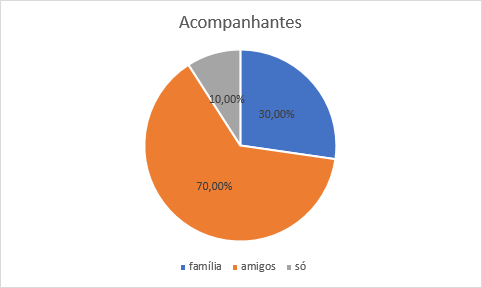 Acompanhantes
10,00%
30,00%
70,00%
família amigos só